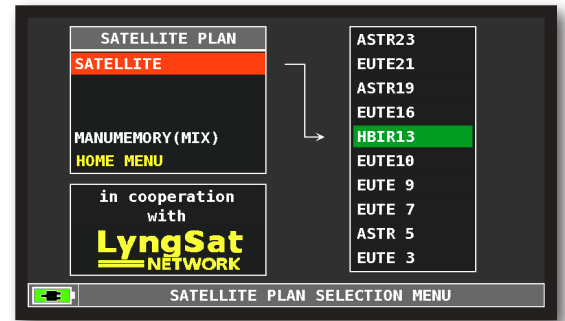 SATELLITE PLAN
SATELLITE
MANUMEMORY(MIX)
HOME MENU
in cooperation
with
LyngSat
NETWORK
ASTR23
EUTE21
ASTR19
EUTE16
HBIR13
EUTE10
EUTE 9
EUTE 7
ASTR 5
EUTE 3
SATELLITE PLAN SELECTION MENU